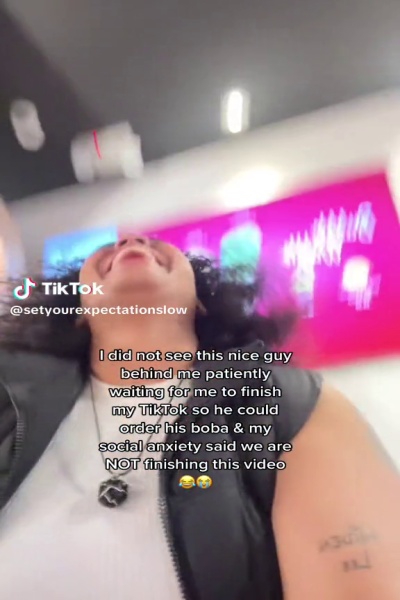 TikTok
@setyourexpectationslow
I did not see this nice guy
behind me patiently
waiting for me to finish
my TikTok so he could
order his boba & my
social anxiety said we are
NOT finishing this video
😂😭